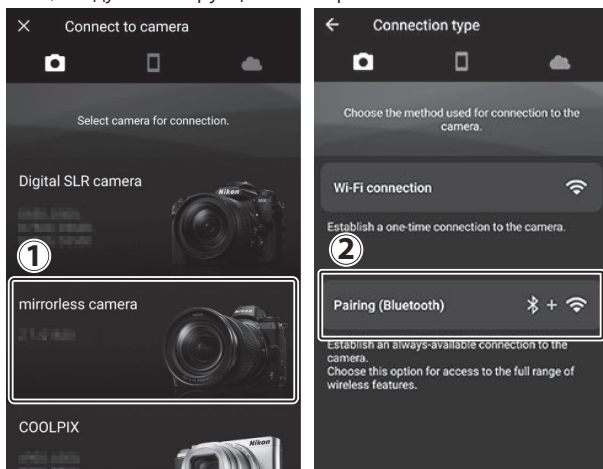 Connect to camera
Select camera for connection.
Digital SLR camera
Nikon
①
mirrorless camera
COOLPIX
Nikon
Connection type
Choose the method used for connection to the
camera.
Wi-Fi connection
Establish a one-time connection to the camera.
②
Pairing (Bluetooth)
+
Establish an always-available connection to the
camera.
Choose this option for access to the full range of
wireless features.